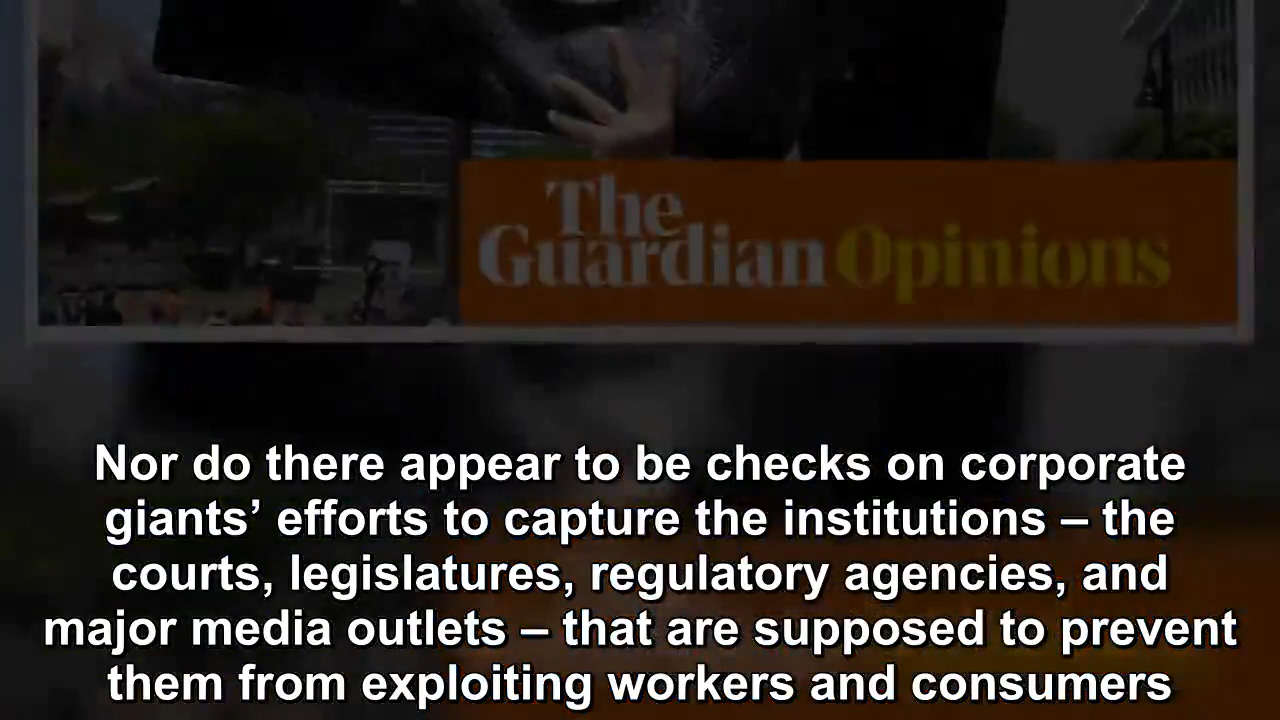 The
Guardian Opinions
Nor do there appear to be checks on corporate
giants’ efforts to capture the institutions – the
courts, legislatures, regulatory agencies, and
major media outlets – that are supposed to prevent
them from exploiting workers and consumers